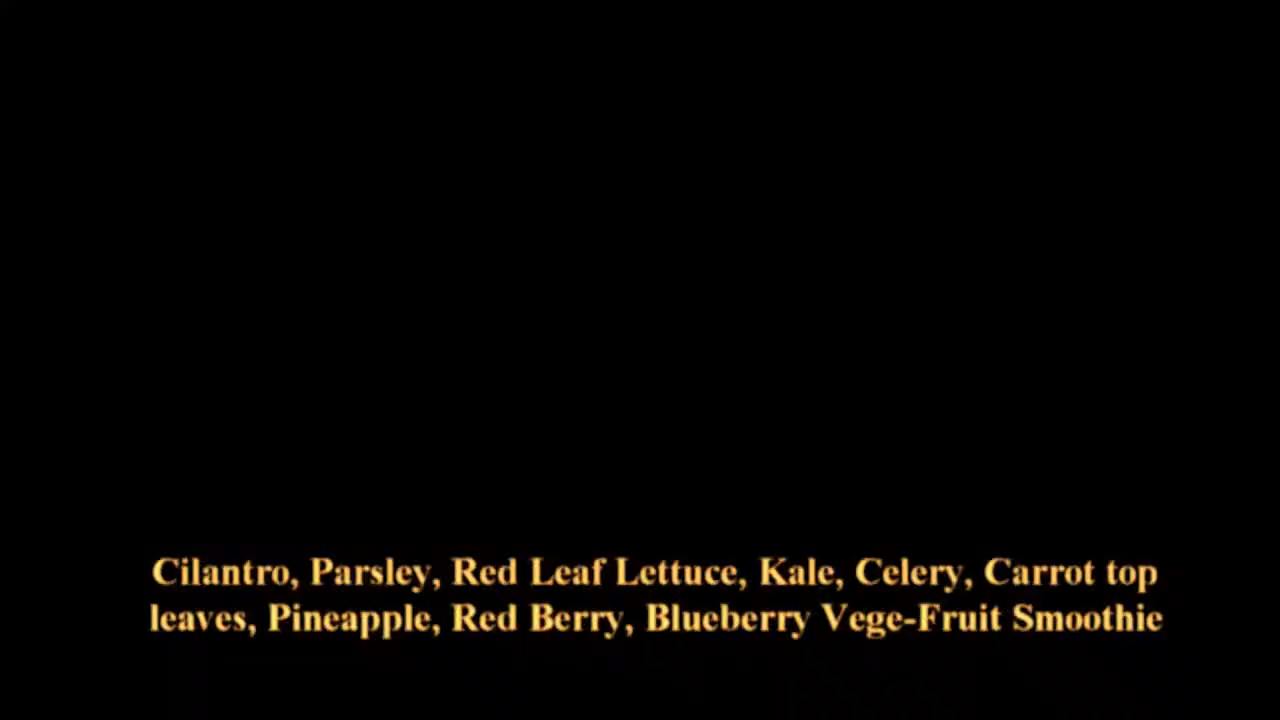 Cilantro, Parsley, Red Leaf Lettuce, Kale, Celery, Carrot top
leaves, Pineapple, Red Berry, Blueberry Vege-Fruit Smoothie